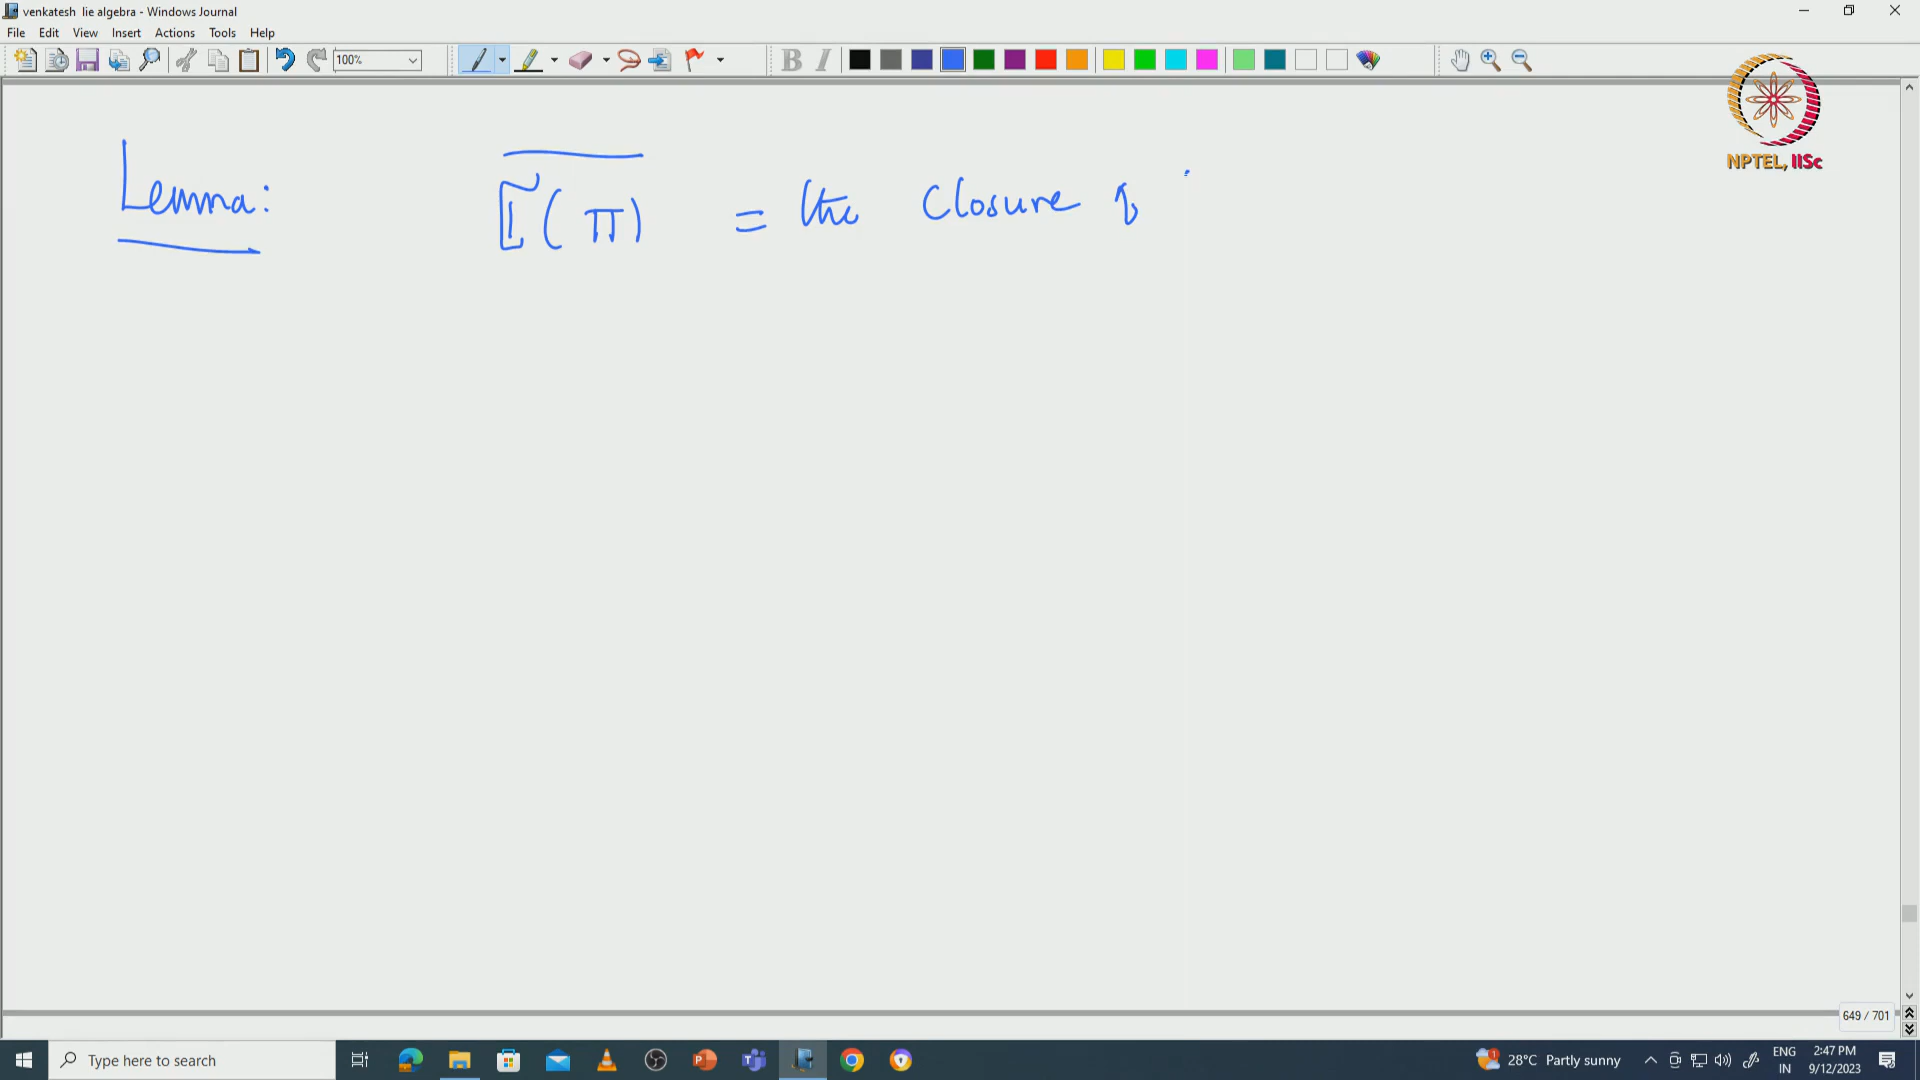 venkatesh lie algebra - Windows Journal
File Edit View Insert Actions Tools Help
100%
B I
NPTEL, IISc
Lemma: (Π) = the closure of
649 / 701
Type here to search
28°C Partly sunny
ENG
IN
2:47 PM
9/12/2023